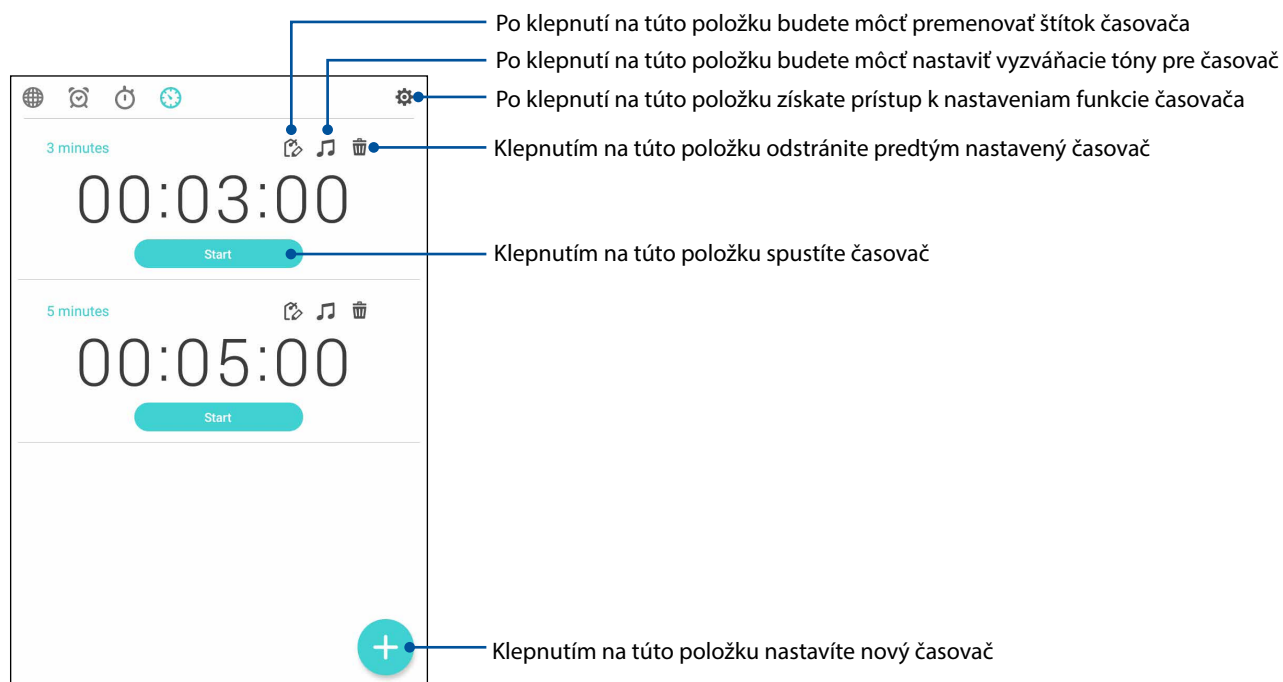 Po klepnutí na túto položku budete môcť premenovať štítok časovača
Po klepnutí na túto položku budete môcť nastaviť vyzváňacie tóny pre časovač
Po klepnutí na túto položku získate prístup k nastaveniam funkcie časovača
3 minutes
Klepnutím na túto položku odstránite predtým nastavený časovač
00:03:00
Start
Klepnutím na túto položku spustíte časovač
5 minutes
00:05:00
Start
Klepnutím na túto položku nastavíte nový časovač